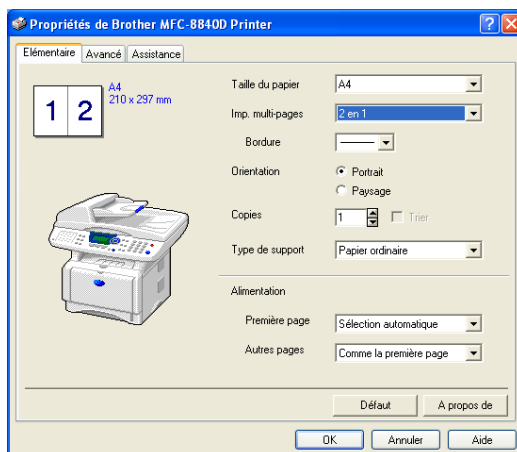 Propriétés de Brother MFC-8840D Printer
Elémentaire Avancé Assistance
1 2
A4
210 x 297 mm
Taille du papier A4
Imp. multi-pages 2 en 1
Bordure
Orientation Portrait
Paysage
Copies 1 Trier
Type de support Papier ordinaire
Alimentation
Première page Sélection automatique
Autres pages Comme la première page
Défaut A propos de
OK Annuler Aide